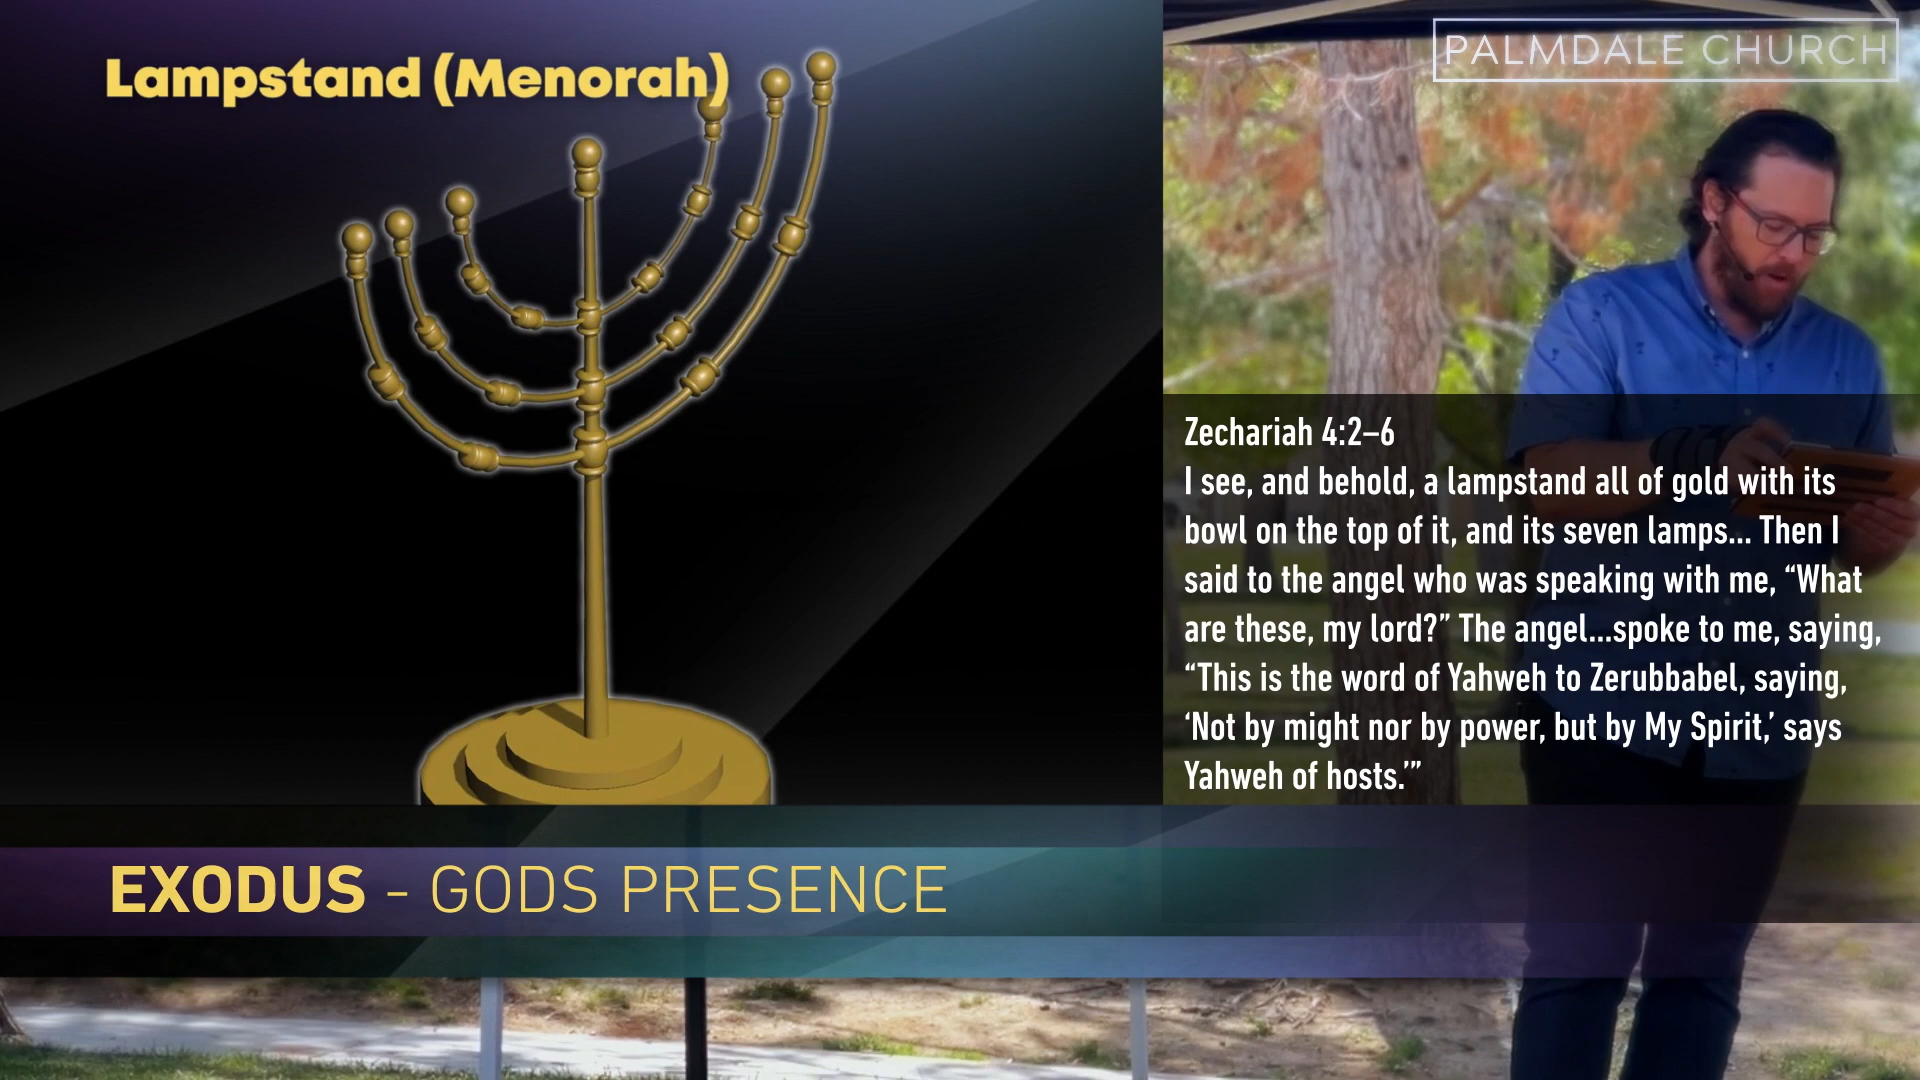 Lampstand (Menorah)
PALMDALE CHURCH
Zechariah 4:2–6
I see, and behold, a lampstand all of gold with its
bowl on the top of it, and its seven lamps... Then I
said to the angel who was speaking with me, “What
are these, my lord?” The angel...spoke to me, saying,
“This is the word of Yahweh to Zerubbabel, saying,
‘Not by might nor by power, but by My Spirit,’ says
Yahweh of hosts.’”
EXODUS - GODS PRESENCE